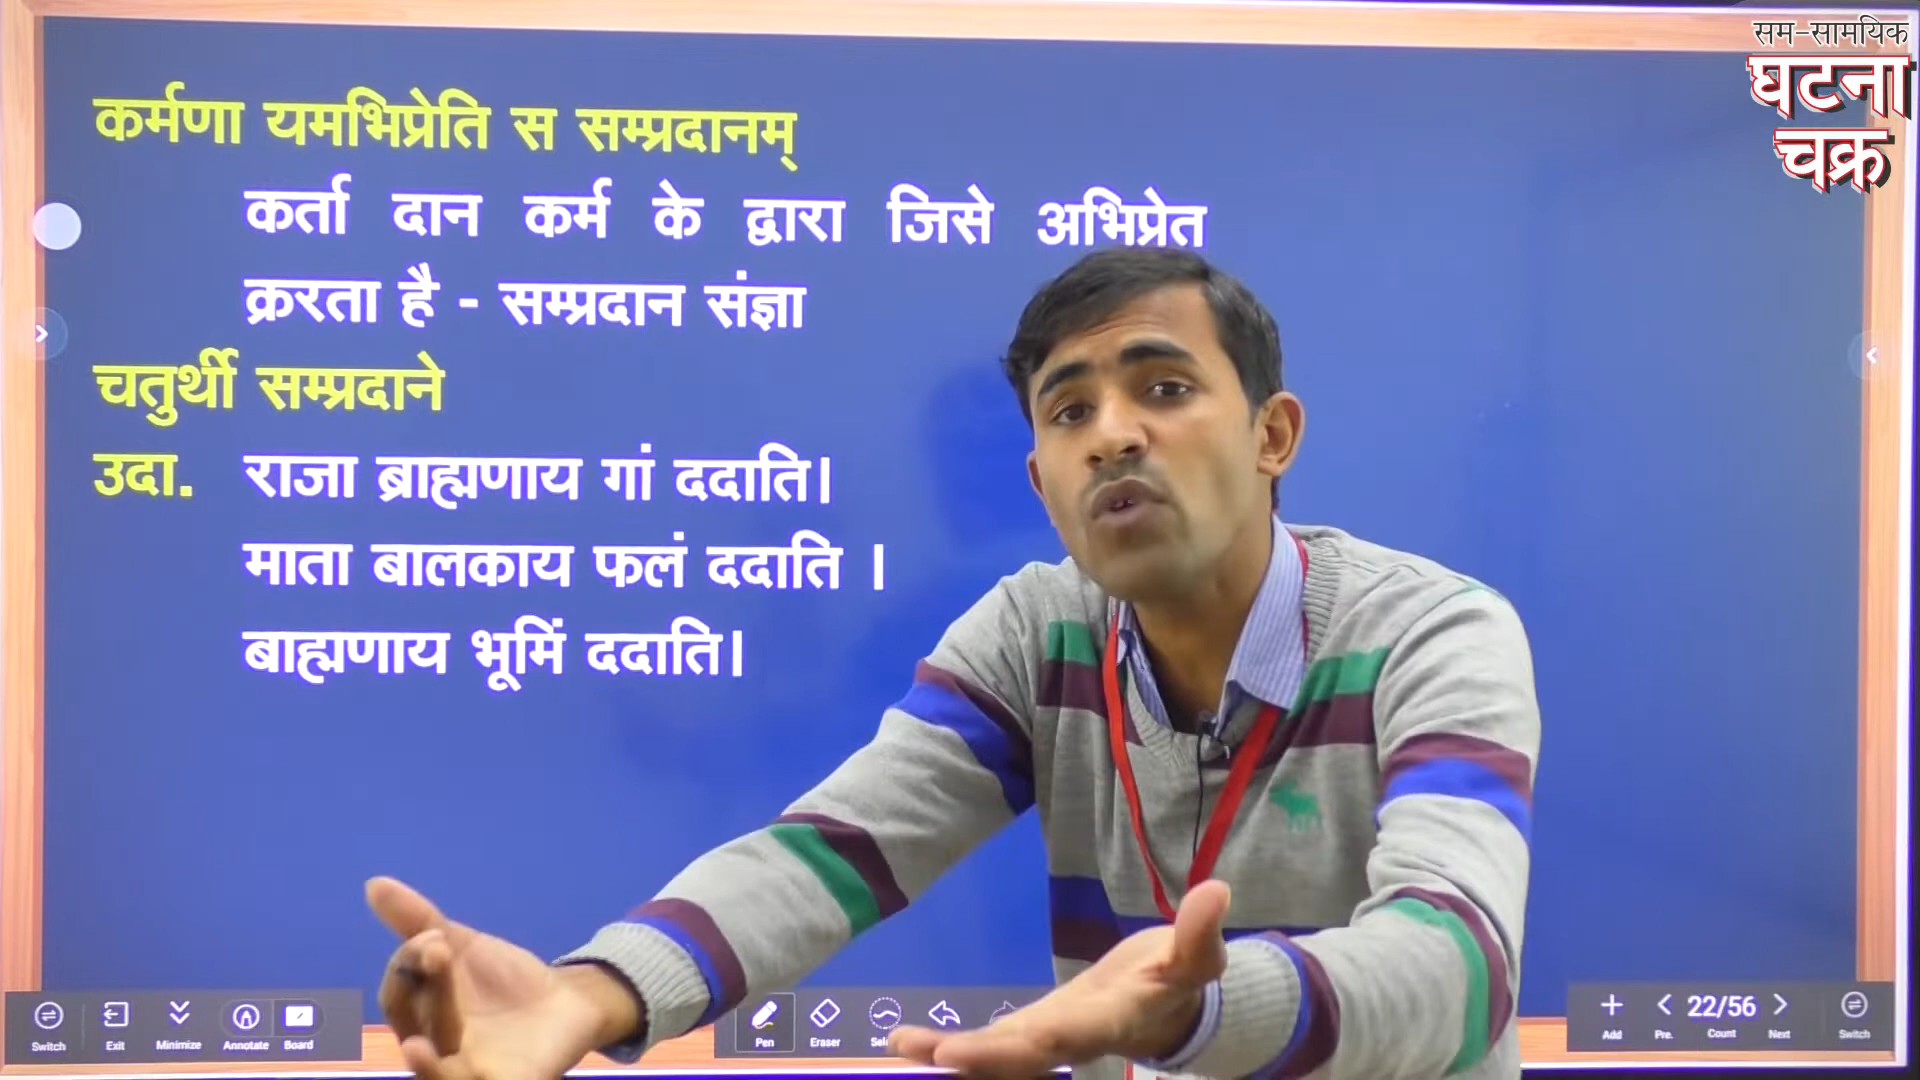 सम-सामयिक
घटना
चक्र
कर्मणा यमभिप्रेति स सम्प्रदानम्
कर्ता दान कर्म के द्वारा जिसे अभिप्रेत
क्ररता है - सम्प्रदान संज्ञा
चतुर्थी सम्प्रदाने
उदा. राजा ब्राह्मणाय गां ददाति।
माता बालकाय फलं ददाति ।
बाह्मणाय भूमिं ददाति।
Switch Exit Minimize Annotate Board
Pen Eraser
22/56
Add Pre. Count Next Switch